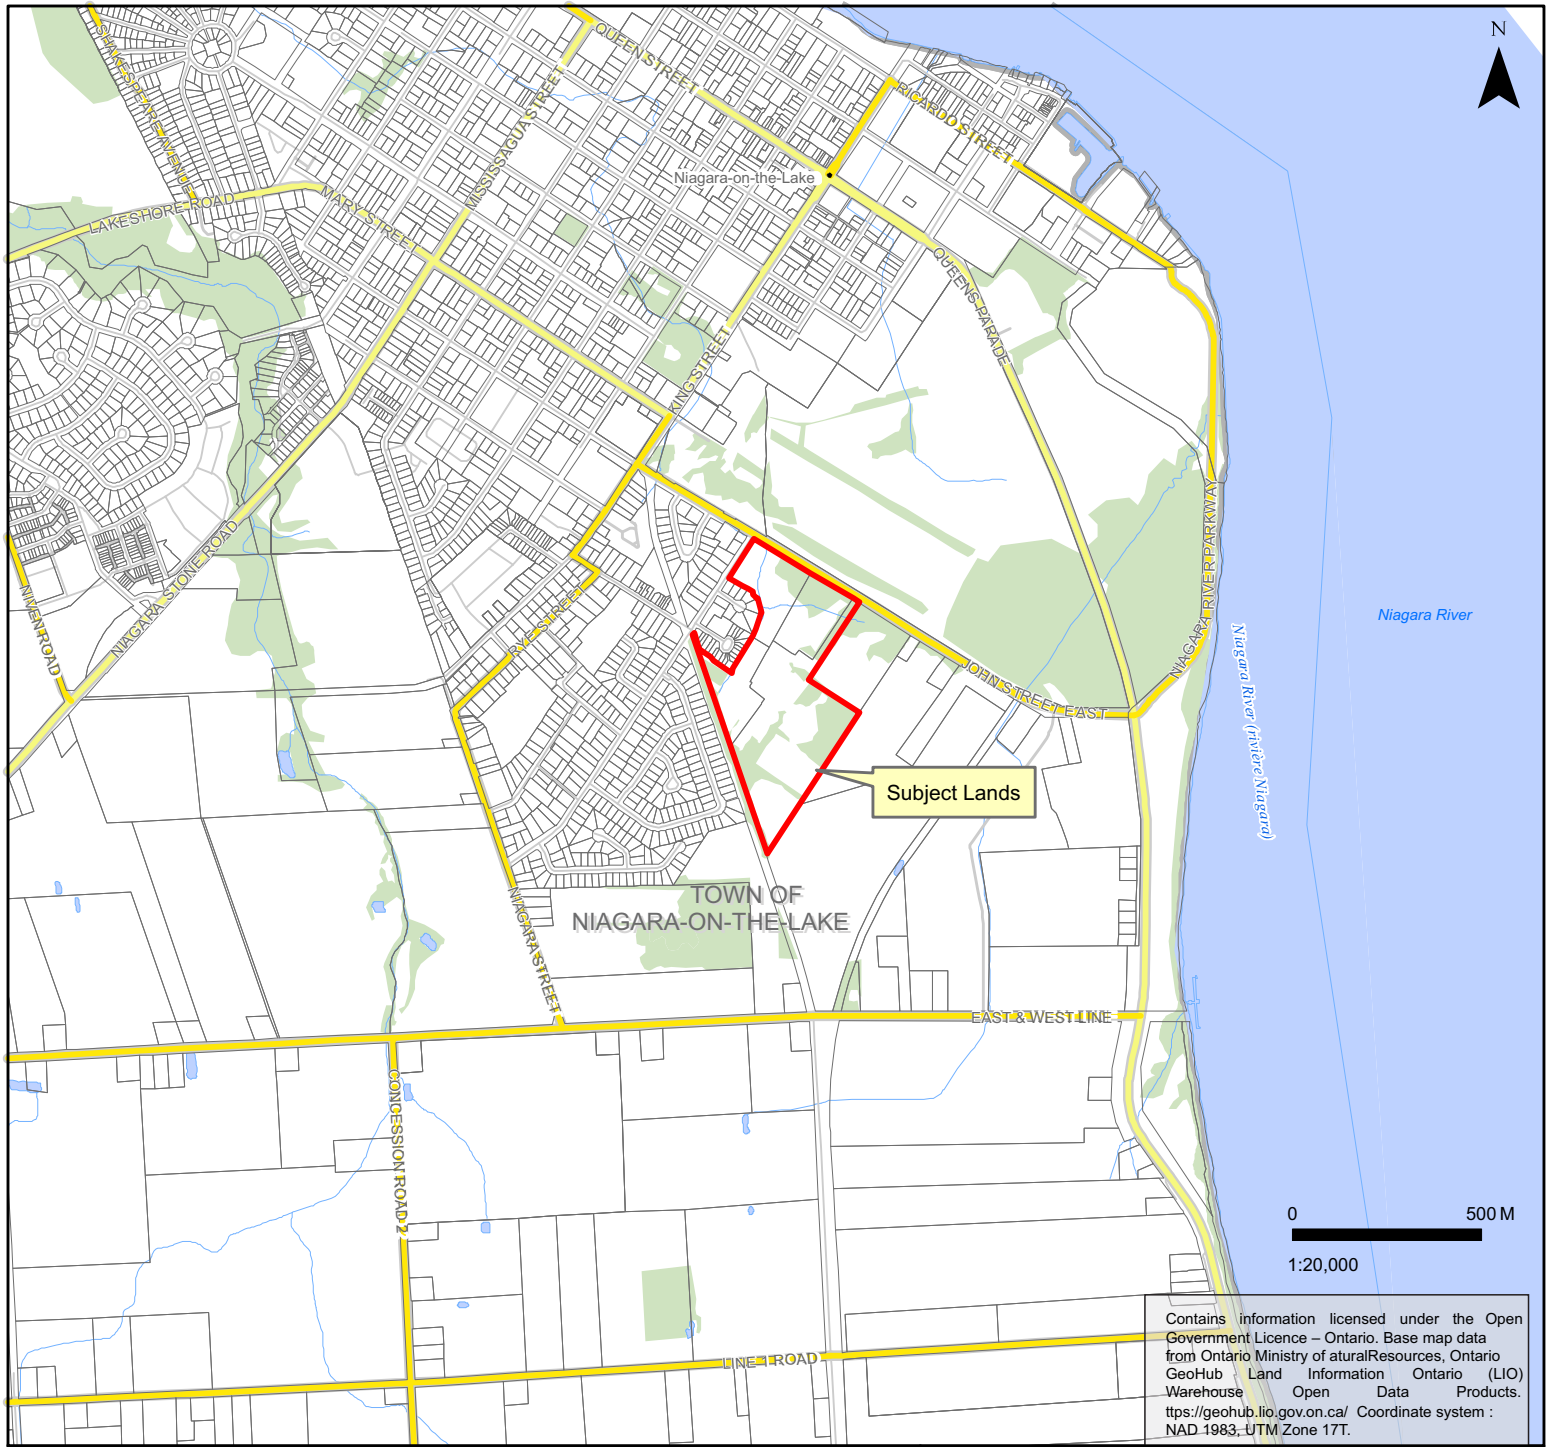 N
SHAKESPEARE AVENUE
QUEEN STREET
MISSISSAGUA STREET
RICARDO STREET
Niagara-on-the-Lake
LAKESHORE ROAD
MARY STREET
QUEENS PARADE
KING STREET
NIAGARA STONE ROAD
NIVEN ROAD
RYE STREET
JOHN STREET EAST
NIAGARA RIVER PARKWAY
Niagara River
Niagara River (rivière Niagara)
Subject Lands
TOWN OF
NIAGARA-ON-THE-LAKE
NIAGARA STREET
EAST & WEST LINE
CONCESSION ROAD 2
LINE 1 ROAD
0 500 M
1:20,000
Contains information licensed under the Open
Government Licence – Ontario. Base map data
from Ontario Ministry of aturalResources, Ontario
GeoHub Land Information Ontario (LIO)
Warehouse Open Data Products.
ttps://geohub.lio.gov.on.ca/ Coordinate system :
NAD 1983, UTM Zone 17T.